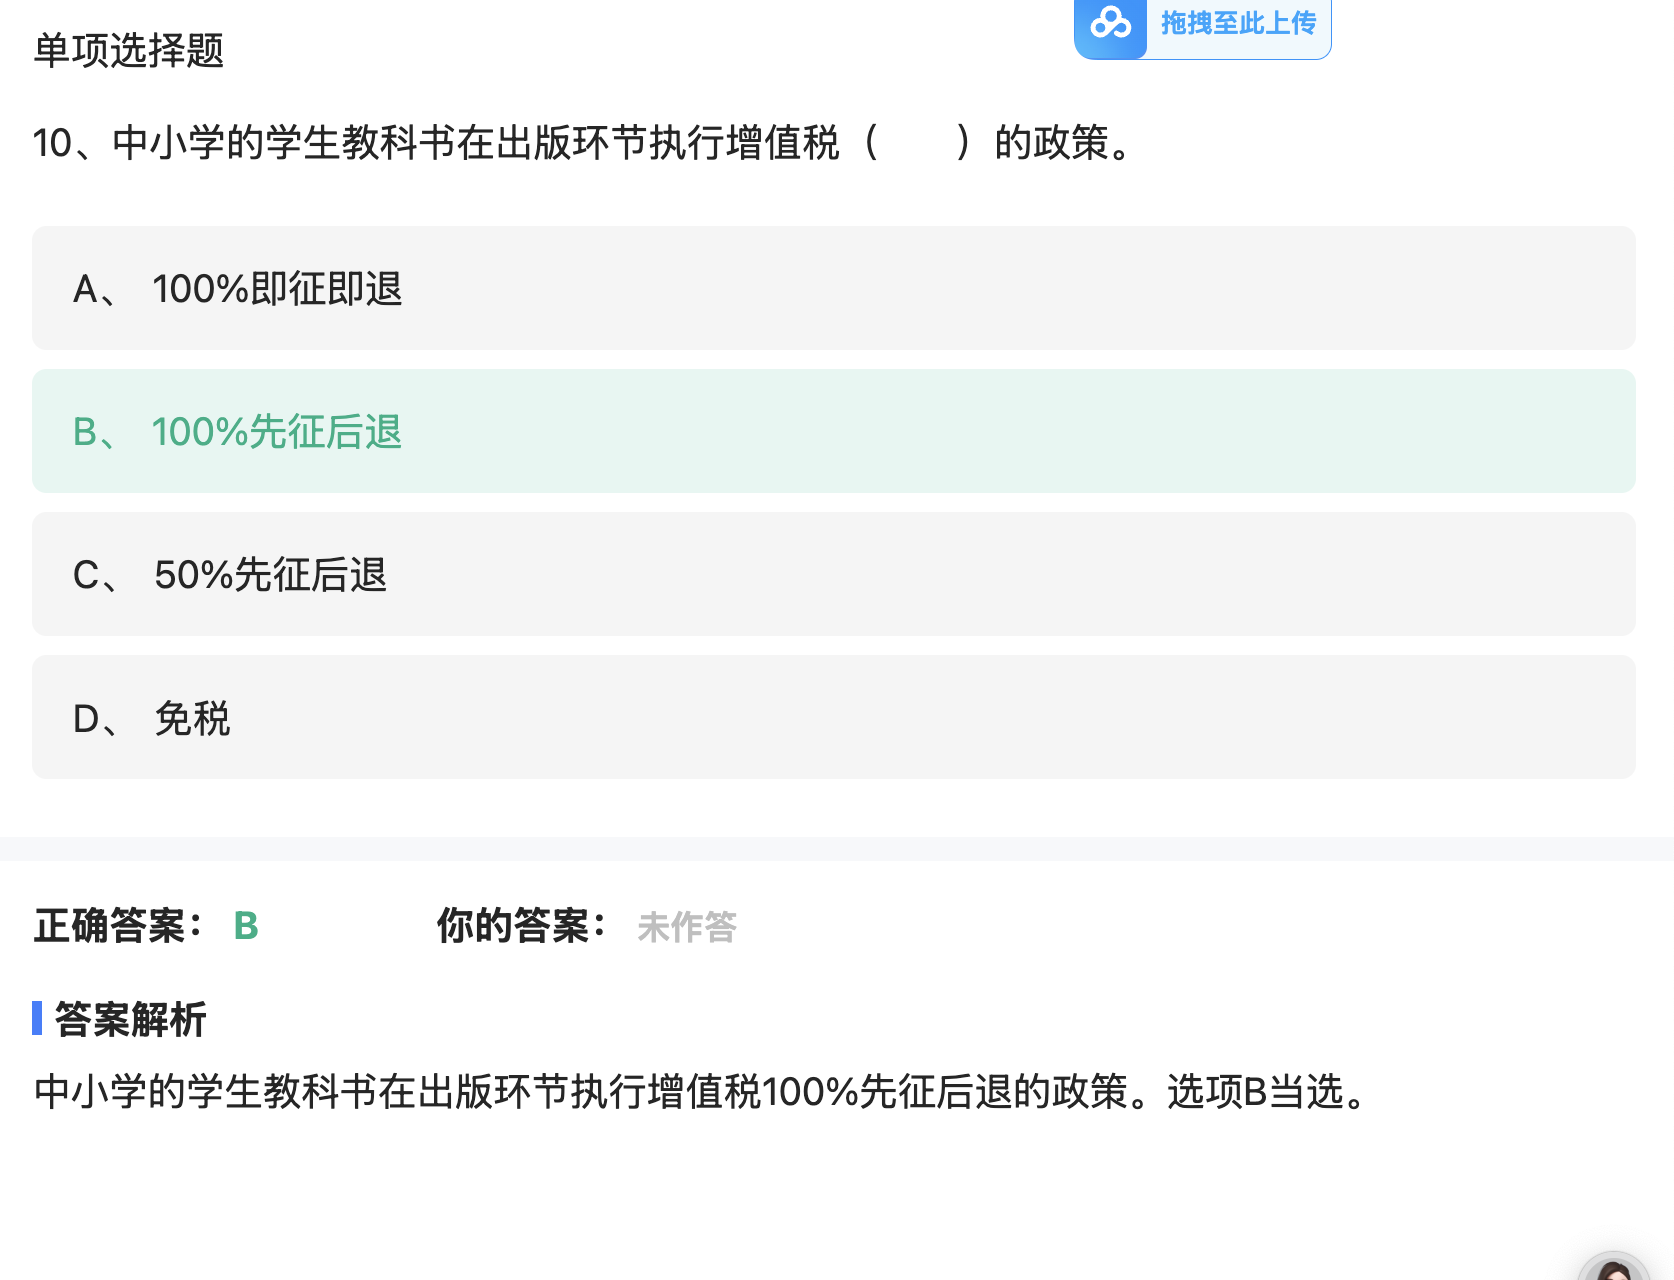 拖拽至此上传
单项选择题
10、中小学的学生教科书在出版环节执行增值税（　　）的政策。
A、 100%即征即退
B、 100%先征后退
C、 50%先征后退
D、 免税
正确答案： B 你的答案： 未作答
答案解析
中小学的学生教科书在出版环节执行增值税100%先征后退的政策。选项B当选。